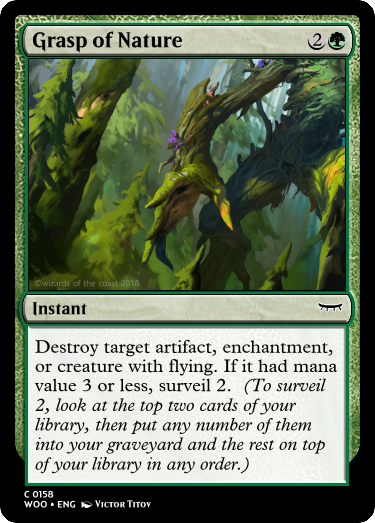 Grasp of Nature 2
©wizards of the coast 2018
Instant
Destroy target artifact, enchantment,
or creature with flying. If it had mana
value 3 or less, surveil 2. (To surveil
2, look at the top two cards of your
library, then put any number of them
into your graveyard and the rest on top
of your library in any order.)
C 0158
WOO • ENG Victor Titov